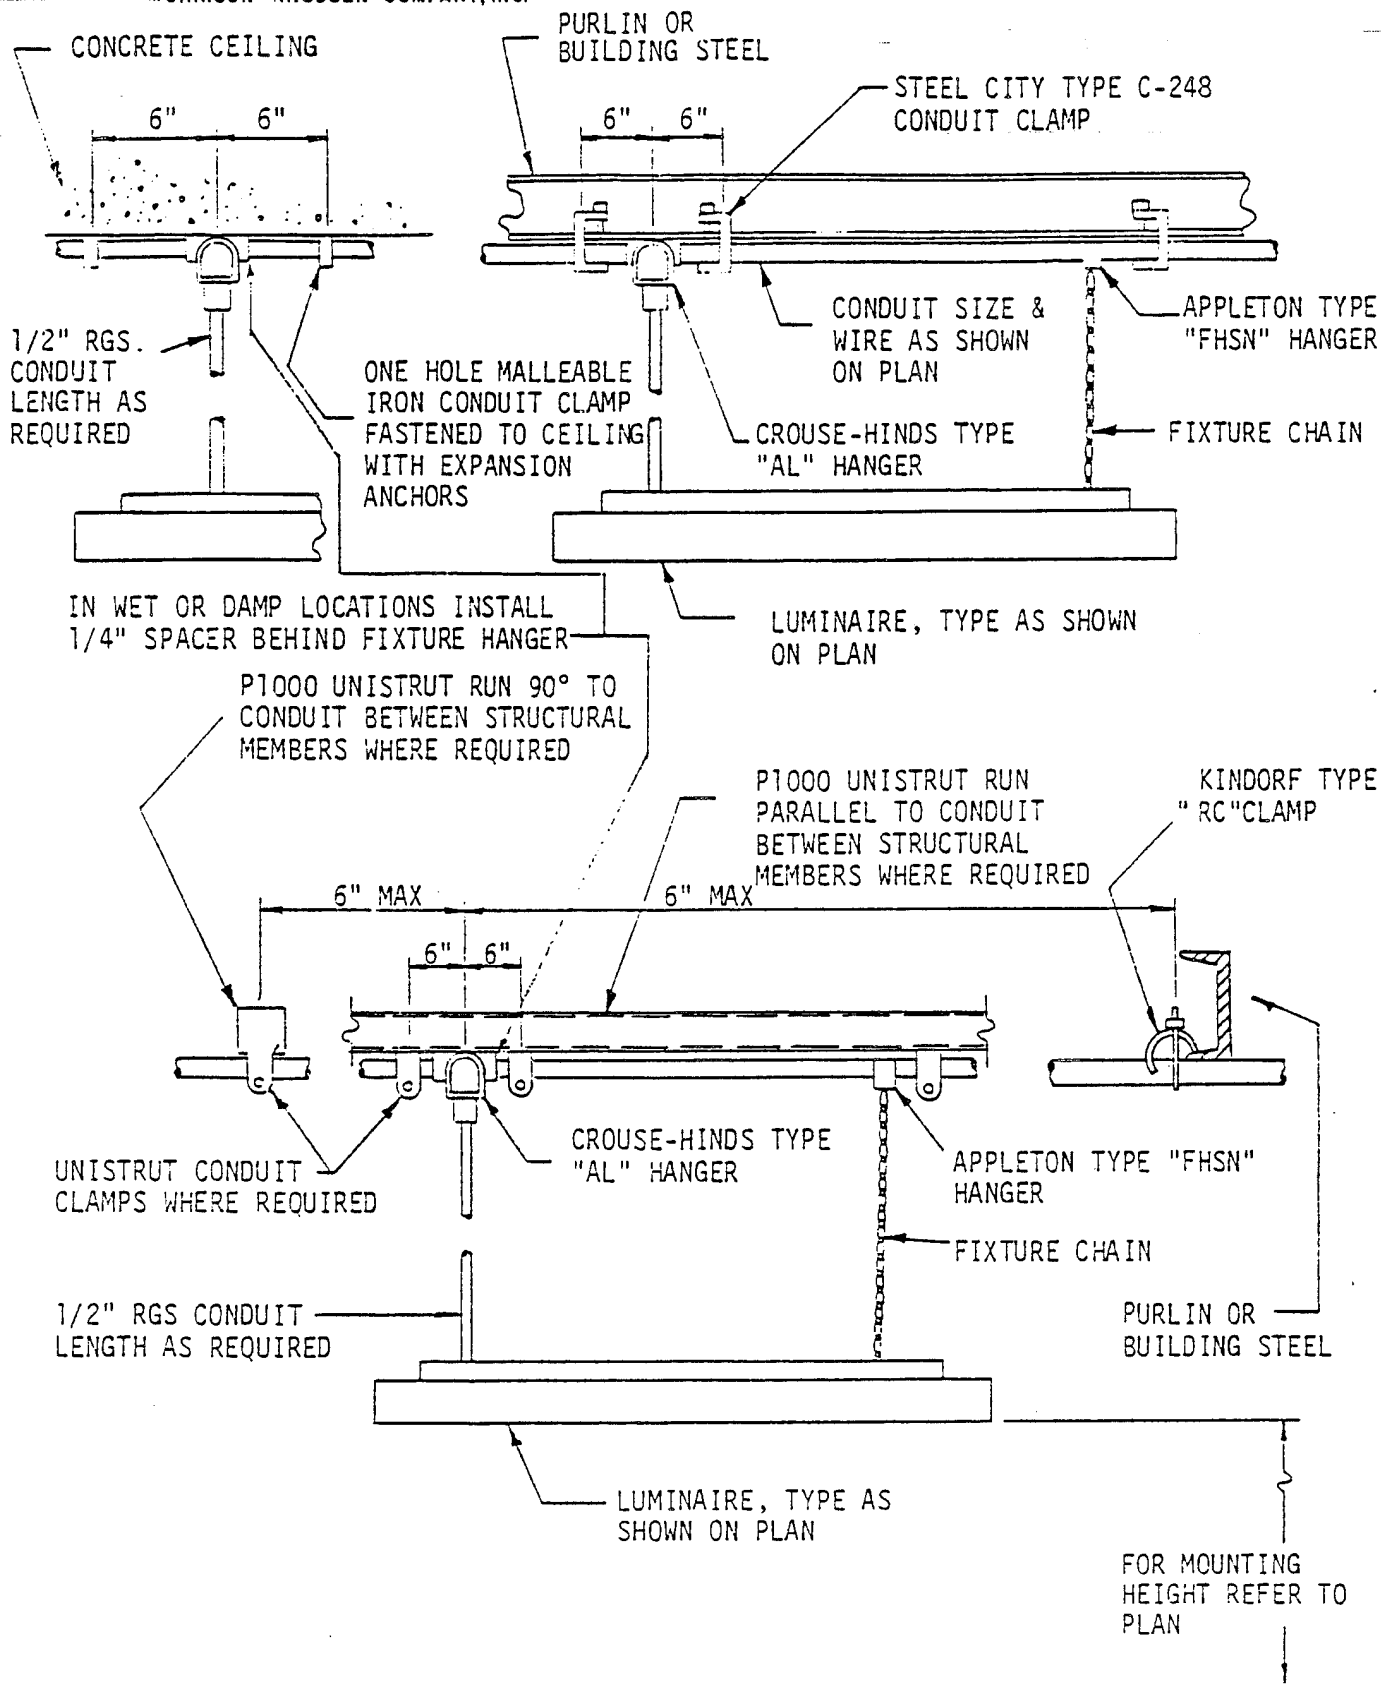 CONCRETE CEILING
PURLIN OR
BUILDING STEEL
STEEL CITY TYPE C-248
CONDUIT CLAMP
6" 6"
6" 6"
1/2" RGS.
CONDUIT
LENGTH AS
REQUIRED
ONE HOLE MALLEABLE
IRON CONDUIT CLAMP
FASTENED TO CEILING
WITH EXPANSION
ANCHORS
CONDUIT SIZE &
WIRE AS SHOWN
ON PLAN
APPLETON TYPE
"FHSN" HANGER
CROUSE-HINDS TYPE
"AL" HANGER
FIXTURE CHAIN
IN WET OR DAMP LOCATIONS INSTALL
1/4" SPACER BEHIND FIXTURE HANGER
LUMINAIRE, TYPE AS SHOWN
ON PLAN
P1000 UNISTRUT RUN 90° TO
CONDUIT BETWEEN STRUCTURAL
MEMBERS WHERE REQUIRED
P1000 UNISTRUT RUN
PARALLEL TO CONDUIT
BETWEEN STRUCTURAL
MEMBERS WHERE REQUIRED
KINDORF TYPE
"RC"CLAMP
6" MAX
6" MAX
6" 6"
UNISTRUT CONDUIT
CLAMPS WHERE REQUIRED
CROUSE-HINDS TYPE
"AL" HANGER
APPLETON TYPE "FHSN"
HANGER
FIXTURE CHAIN
1/2" RGS CONDUIT
LENGTH AS REQUIRED
PURLIN OR
BUILDING STEEL
LUMINAIRE, TYPE AS
SHOWN ON PLAN
FOR MOUNTING
HEIGHT REFER TO
PLAN